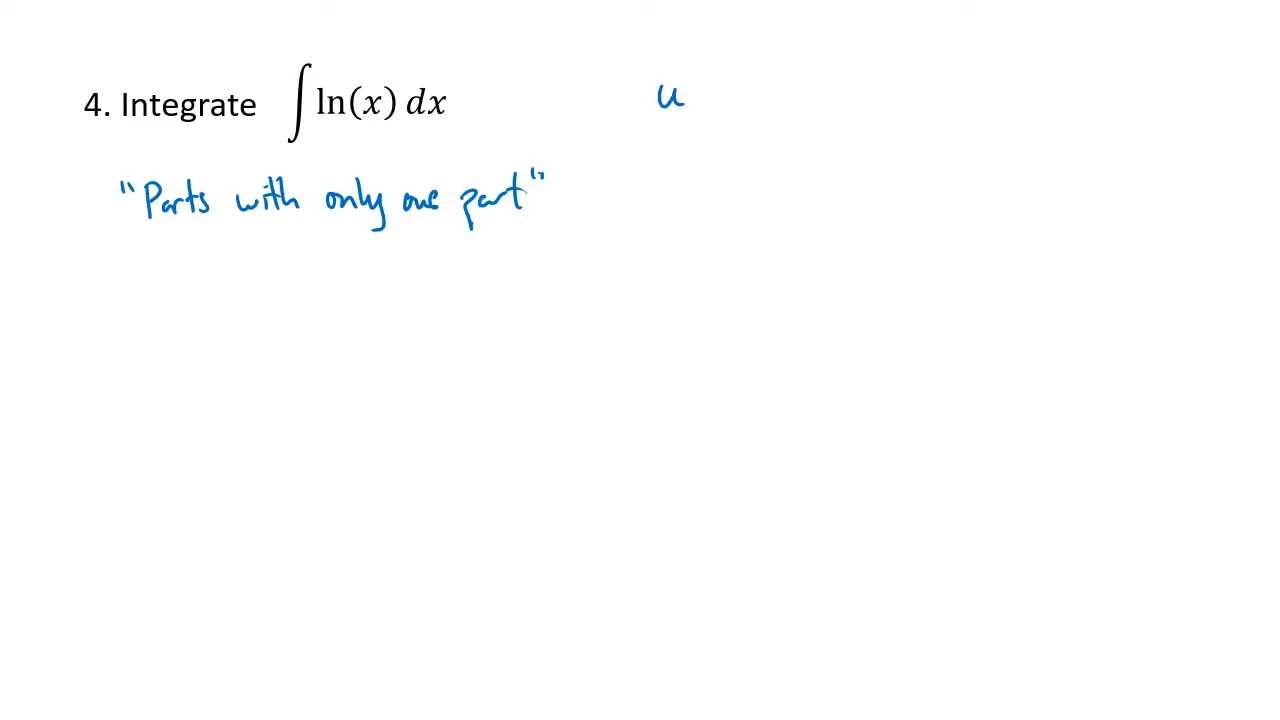 4. Integrate ∫ ln(x) dx
u
"Parts with only one part"